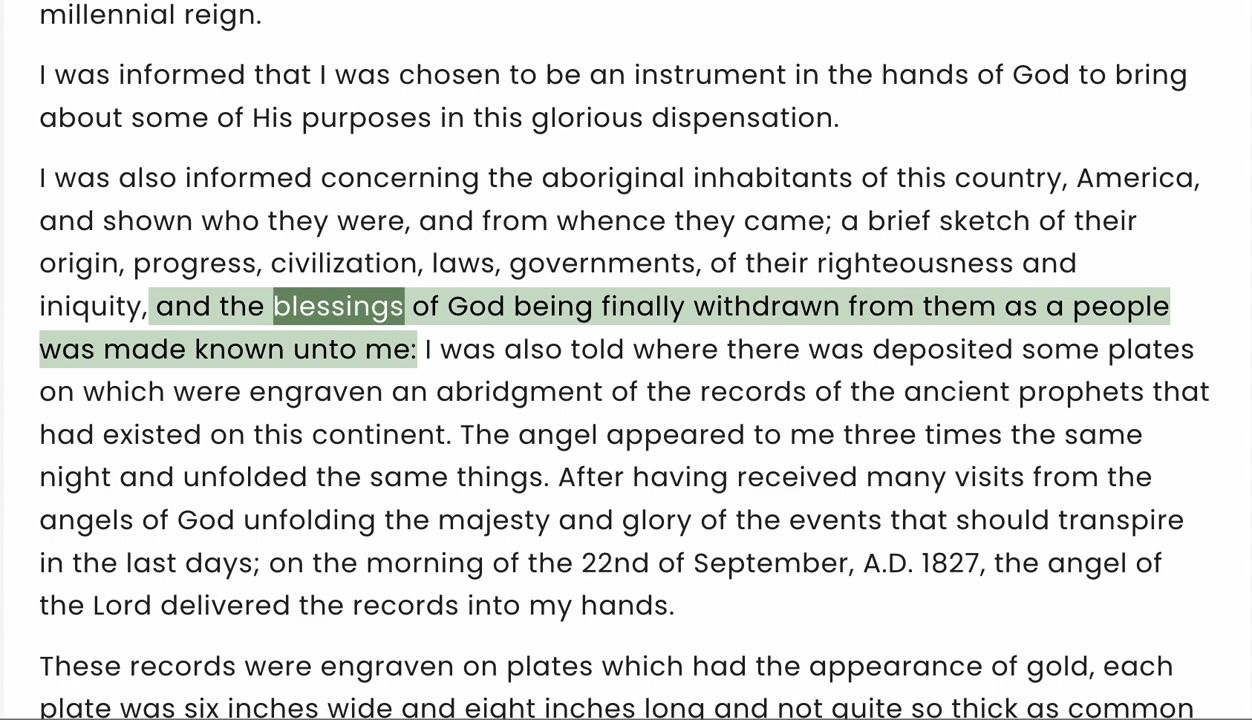 millennial reign.
I was informed that I was chosen to be an instrument in the hands of God to bring
about some of His purposes in this glorious dispensation.
I was also informed concerning the aboriginal inhabitants of this country, America,
and shown who they were, and from whence they came; a brief sketch of their
origin, progress, civilization, laws, governments, of their righteousness and
iniquity, and the blessings of God being finally withdrawn from them as a people
was made known unto me: I was also told where there was deposited some plates
on which were engraven an abridgment of the records of the ancient prophets that
had existed on this continent. The angel appeared to me three times the same
night and unfolded the same things. After having received many visits from the
angels of God unfolding the majesty and glory of the events that should transpire
in the last days; on the morning of the 22nd of September, A.D. 1827, the angel of
the Lord delivered the records into my hands.
These records were engraven on plates which had the appearance of gold, each
plate was six inches wide and eight inches long and not quite so thick as common